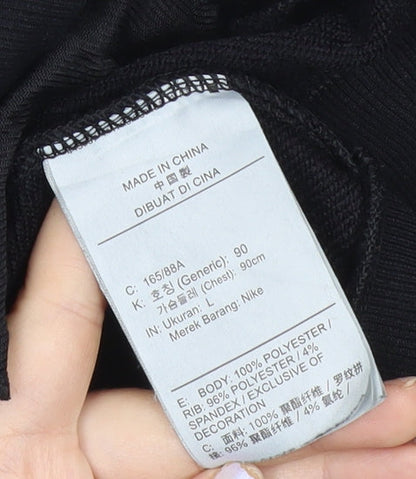 MADE IN CHINA
中国製
DIBUAT DI CINA
C: 165/88A
K: 호칭 (Generic): 90
가슴둘레 (Chest): 90cm
IN: Ukuran: L
Merek Barang: Nike
E: BODY: 100% POLYESTER/
RIB: 96% POLYESTER/4%
SPANDEX/EXCLUSIVE OF
DECORATION
C: 面料: 100% 聚酯纤维/罗纹拼
接: 96% 聚酯纤维/4% 氨纶/